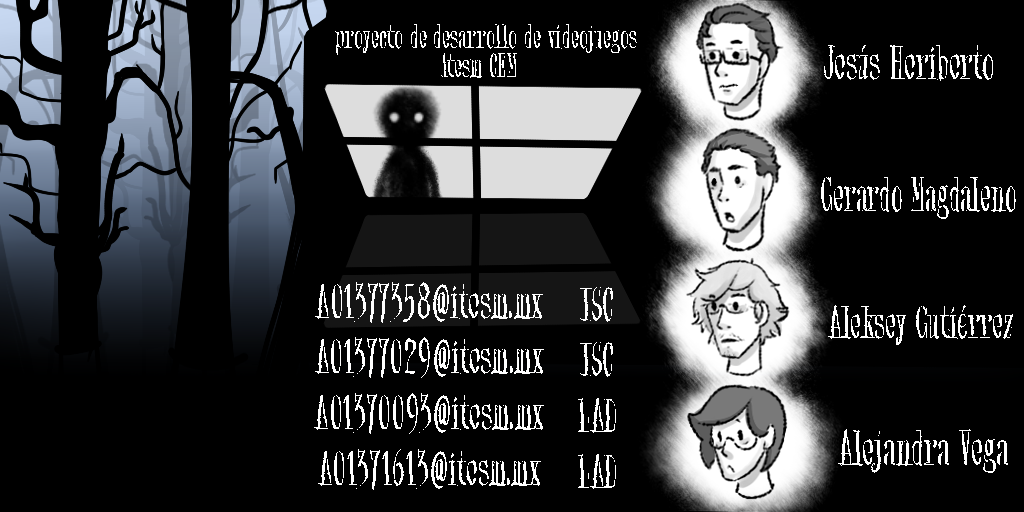 proyecto de desarrollo de videojuegos
itesm CEM
A01377358@itesm.mx ISC
A01377029@itesm.mx ISC
A01370093@itesm.mx LAD
A01371613@itesm.mx LAD
Jesús Heriberto
Gerardo Magdaleno
Aleksey Gutiérrez
Alejandra Vega